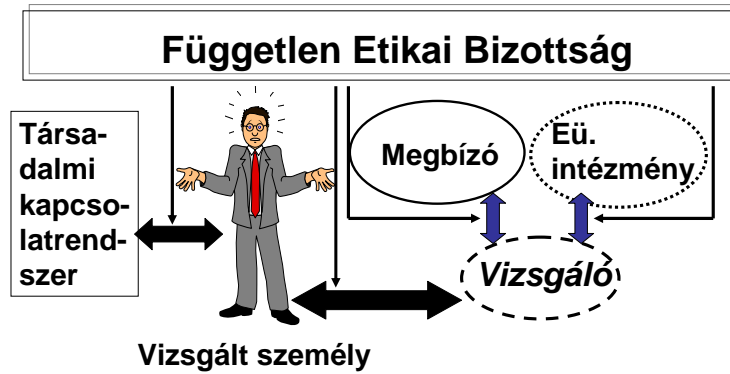 Független Etikai Bizottság
Társa-
dalmi
kapcso-
latrend-
szer
Megbízó
Eü.
intézmény
Vizsgáló
Vizsgált személy